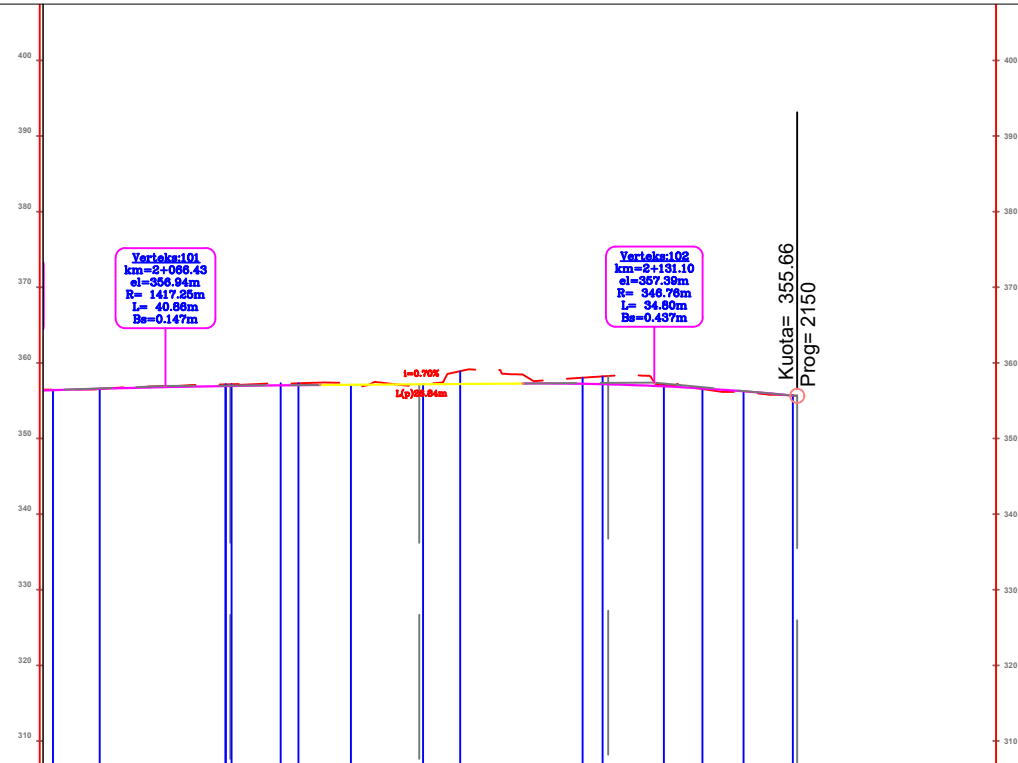 400
390
380
370
360
350
340
330
320
310
Verteks:101
km=2+066.43
el=356.94m
R= 1417.25m
L= 40.86m
Bs=0.147m
i=0.70%
Verteks:102
km=2+131.10
el=357.39m
R= 346.76m
L= 34.80m
Bs=0.437m
Kuota= 355.66
Prog= 2150
400
390
380
370
360
350
340
330
320
310